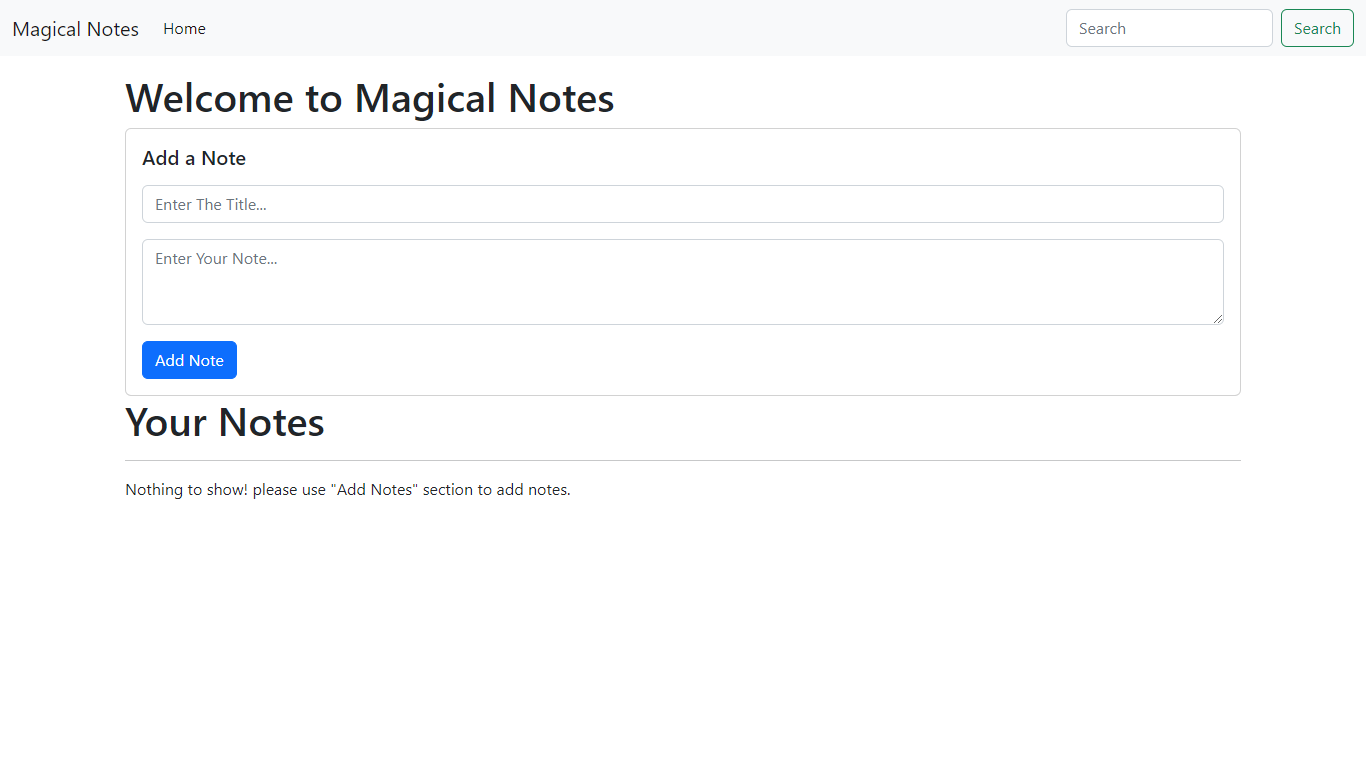 Magical Notes Home Search Search
Welcome to Magical Notes
Add a Note
Enter The Title...
Enter Your Note...
Add Note
Your Notes
Nothing to show! please use "Add Notes" section to add notes.